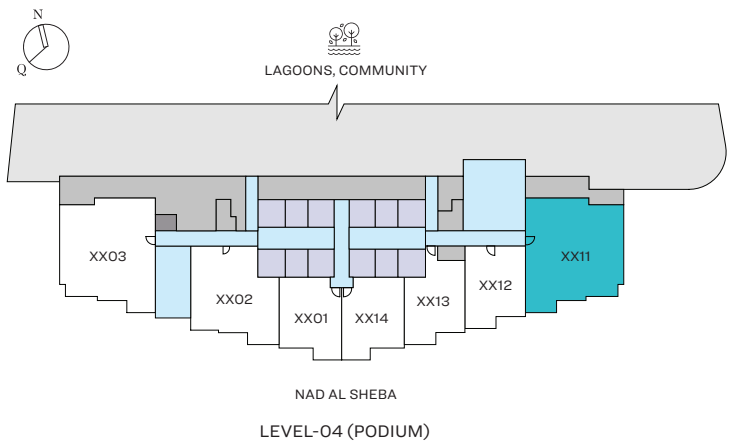 N
Q
LAGOONS, COMMUNITY
XX03
XX11
XX02
XX12
XX13
XX01
XX14
NAD AL SHEBA
LEVEL-04 (PODIUM)